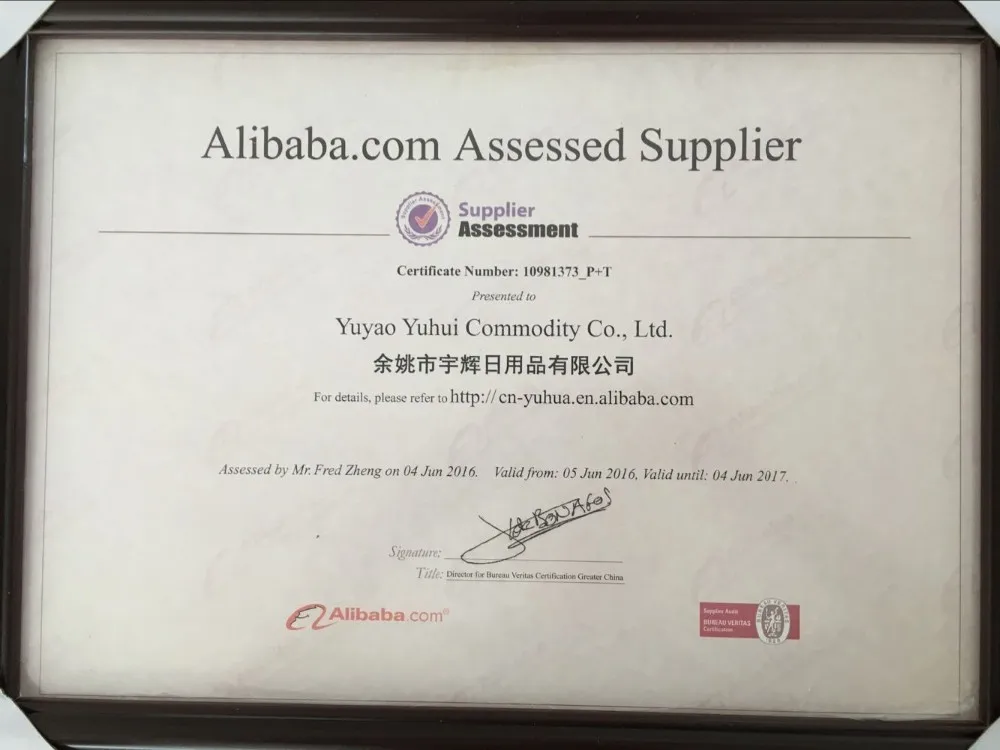 Alibaba.com Assessed Supplier
Supplier Assessment
Supplier
Assessment
Certificate Number: 10981373_P+T
Presented to
Yuyao Yuhui Commodity Co., Ltd.
余姚市宇辉日用品有限公司
For details, please refer to http://cn-yuhua.en.alibaba.com
Assessed by Mr. Fred Zheng on 04 Jun 2016. Valid from: 05 Jun 2016, Valid until: 04 Jun 2017.
Signature:
Title: Director for Bureau Veritas Certification Greater China
Alibaba.com®
Supplier Audit
BUREAU VERITAS
Certification